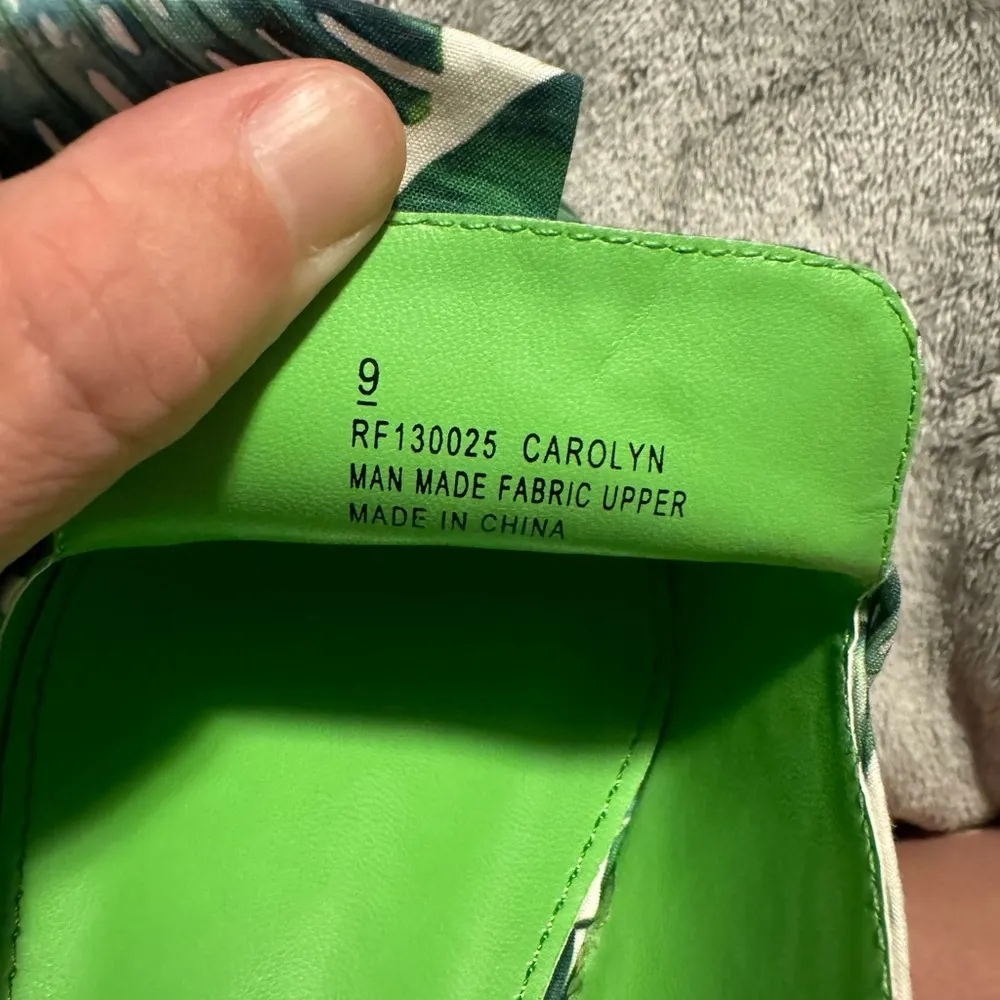 9
RF130025 CAROLYN
MAN MADE FABRIC UPPER
MADE IN CHINA